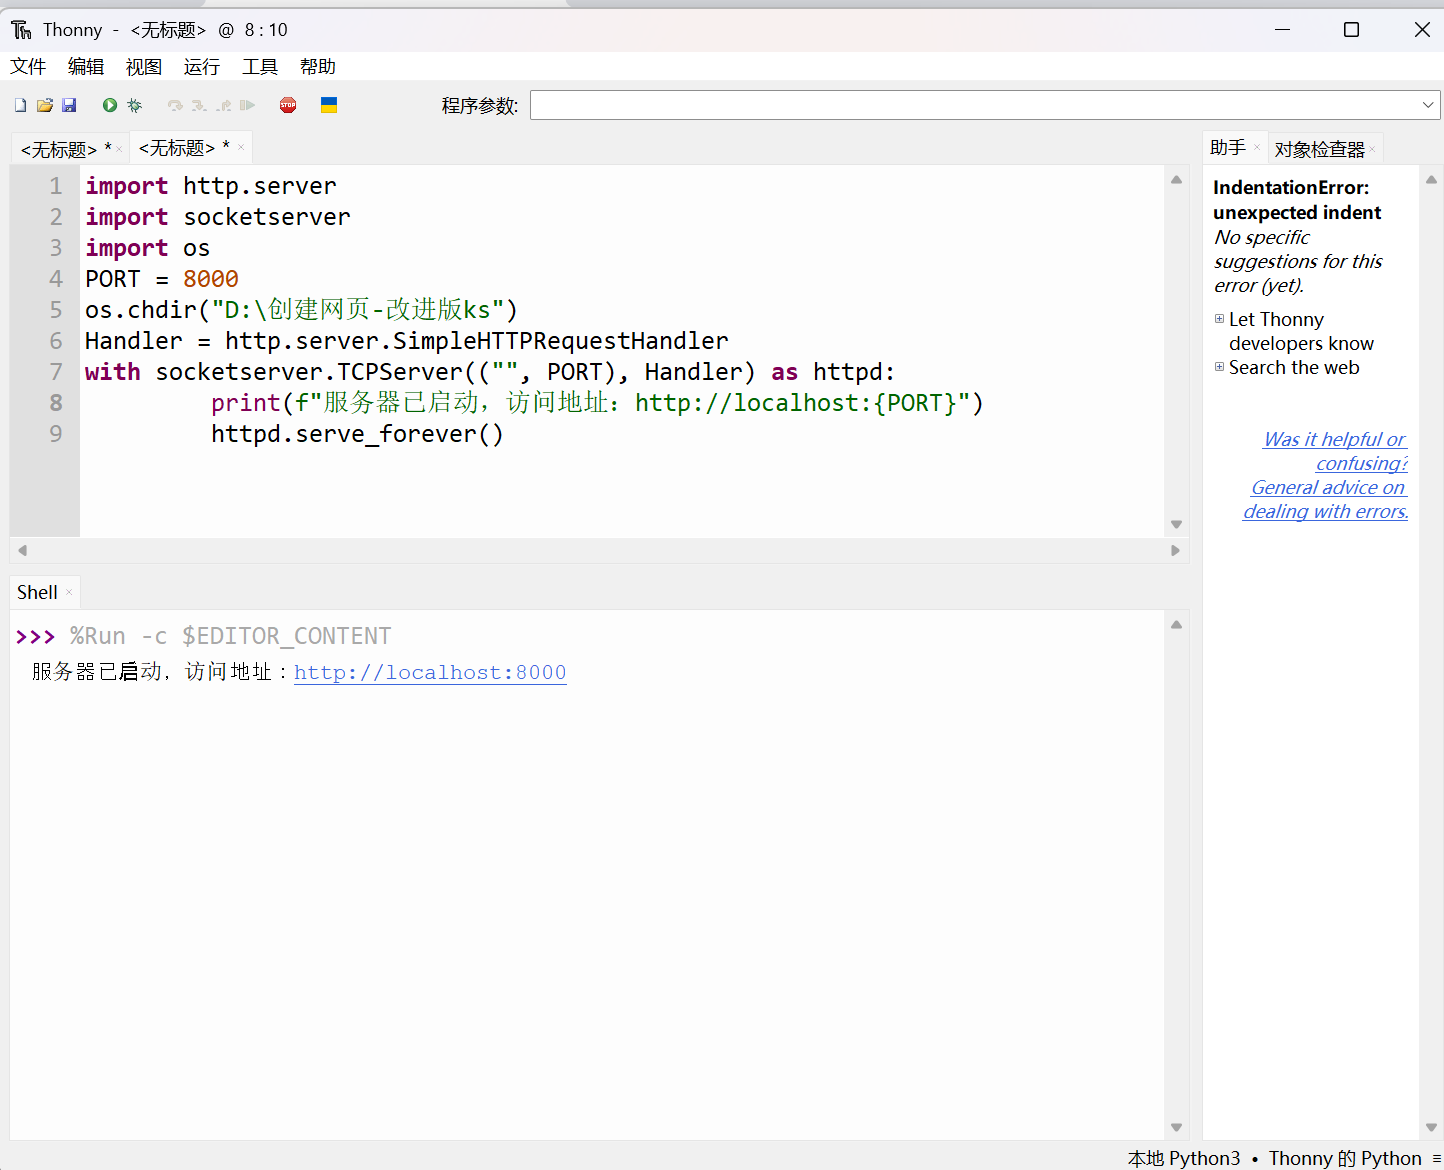 Thonny - <无标题> @ 8 : 10
文件 编辑 视图 运行 工具 帮助
STOP 程序参数:
<无标题> * × <无标题> * ×
1 import http.server
2 import socketserver
3 import os
4 PORT = 8000
5 os.chdir("D:\创建网页-改进版ks")
6 Handler = http.server.SimpleHTTPRequestHandler
7 with socketserver.TCPServer(("", PORT), Handler) as httpd:
8 print(f"服务器已启动，访问地址：http://localhost:{PORT}")
9 httpd.serve_forever()
Shell ×
>>> %Run -c $EDITOR_CONTENT
服务器已启动，访问地址：http://localhost:8000
助手 × 对象检查器 ×
IndentationError:
unexpected indent
No specific
suggestions for this
error (yet).
Let Thonny
developers know
Search the web
Was it helpful or
confusing?
General advice on
dealing with errors.
本地 Python3 • Thonny 的 Python ≡